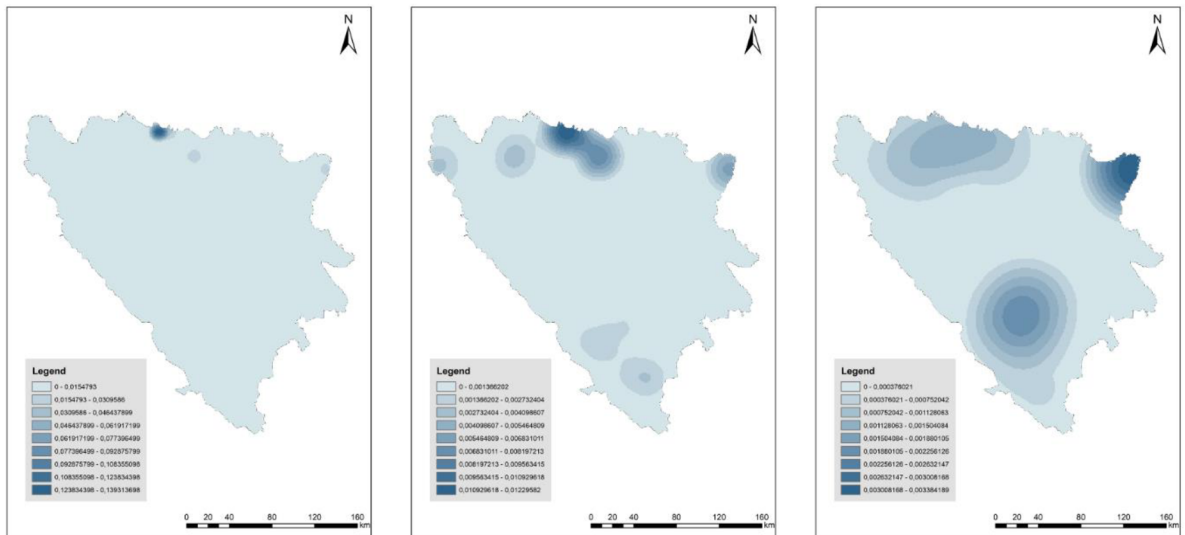 N
Legend
0 - 0,0154793
0,0154793 - 0,0309586
0,0309586 - 0,046437899
0,046437899 - 0,061917199
0,061917199 - 0,077396499
0,077396499 - 0,092875799
0,092875799 - 0,108355098
0,108355098 - 0,123834398
0,123834398 - 0,139313698
0 20 40 80 120 160
km
N
Legend
0 - 0,001366202
0,001366202 - 0,002732404
0,002732404 - 0,004098607
0,004098607 - 0,005464809
0,005464809 - 0,006831011
0,006831011 - 0,008197213
0,008197213 - 0,009563415
0,009563415 - 0,010929618
0,010929618 - 0,01229582
0 20 40 80 120 160
km
N
Legend
0 - 0,000376021
0,000376021 - 0,000752042
0,000752042 - 0,001128063
0,001128063 - 0,001504084
0,001504084 - 0,001880105
0,001880105 - 0,002256126
0,002256126 - 0,002632147
0,002632147 - 0,003008168
0,003008168 - 0,003384189
0 20 40 80 120 160
km